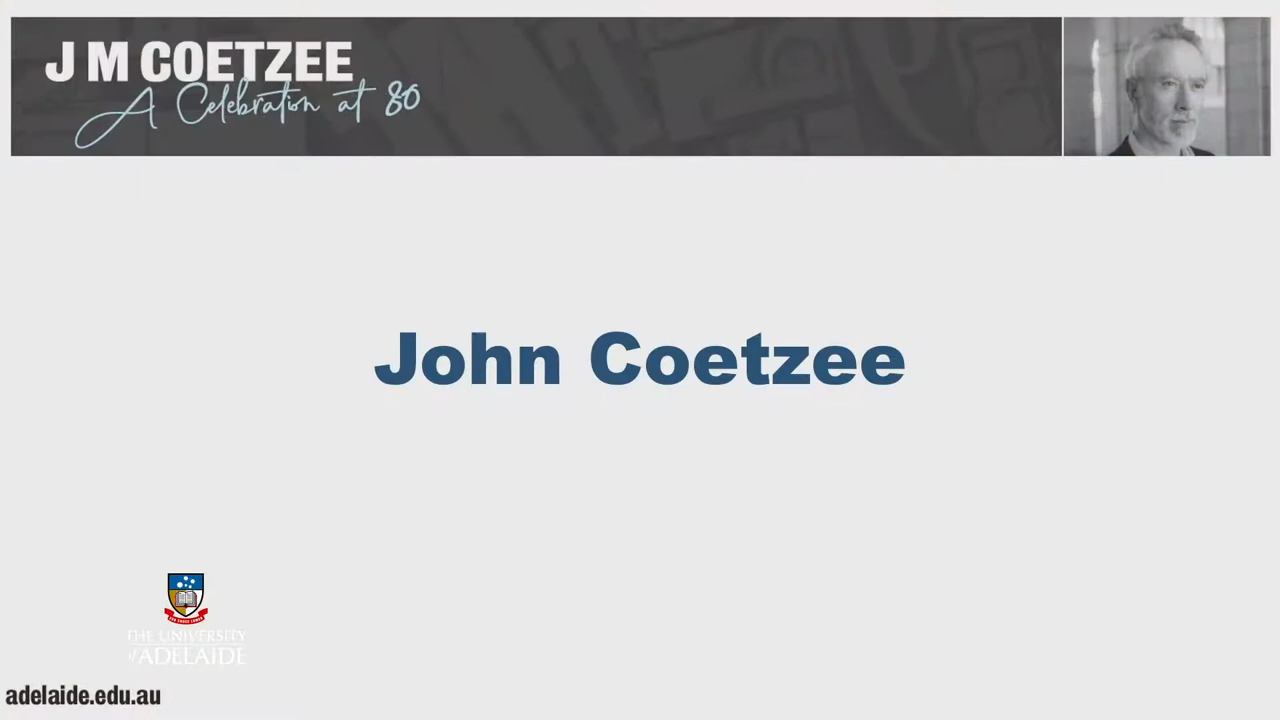 J M COETZEE
A Celebration at 80
John Coetzee
THE UNIVERSITY
of ADELAIDE
adelaide.edu.au